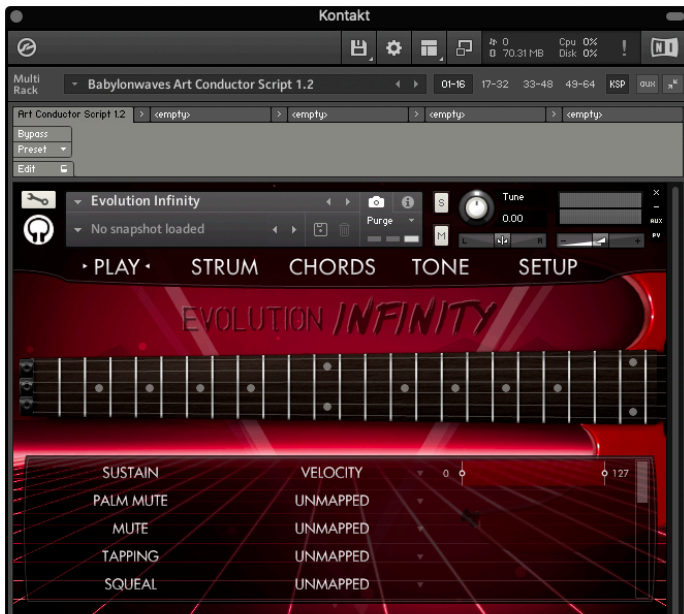 Kontakt
0 Cpu 0%
70.31 MB Disk 0% ! NI
Multi Rack Babylonwaves Art Conductor Script 1.2 01-16 17-32 33-48 49-64 KSP AUX
Art Conductor Script 1.2 > <empty> > <empty> > <empty> > <empty>
Bypass
Preset
Edit
Evolution Infinity S Tune
No snapshot loaded Purge M 0.00 AUX PV
L R - +
PLAY STRUM CHORDS TONE SETUP
EVOLUTION INFINITY
SUSTAIN VELOCITY 0 127
PALM MUTE UNMAPPED
MUTE UNMAPPED
TAPPING UNMAPPED
SQUEAL UNMAPPED